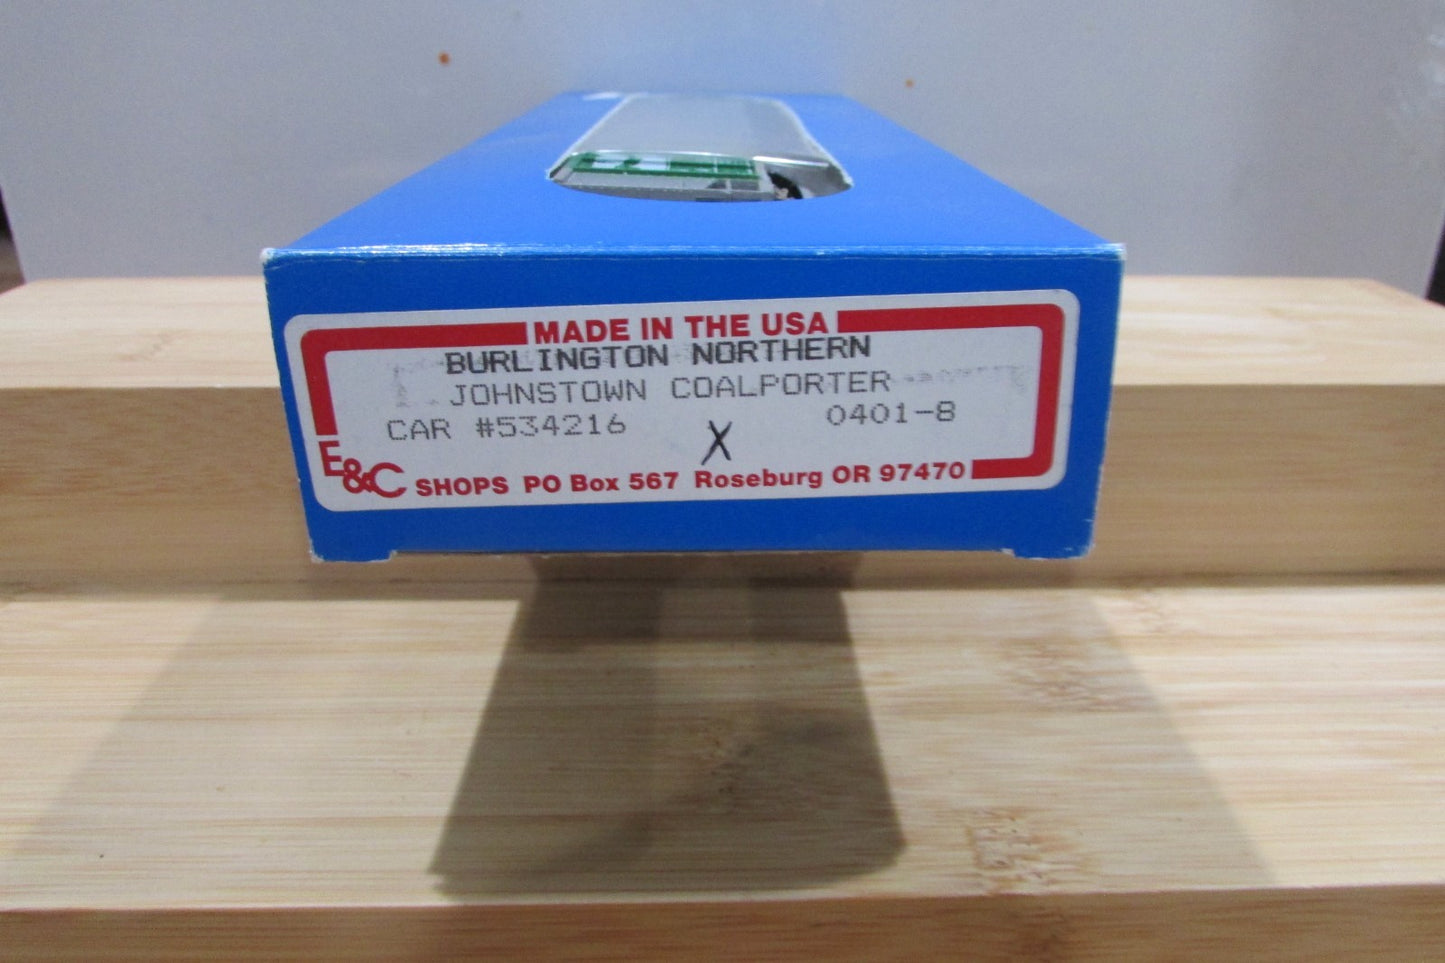 MADE IN THE USA
BURLINGTON NORTHERN
JOHNSTOWN COALPORTER
CAR #534216 0401-8
X
E&C SHOPS PO Box 567 Roseburg OR 97470